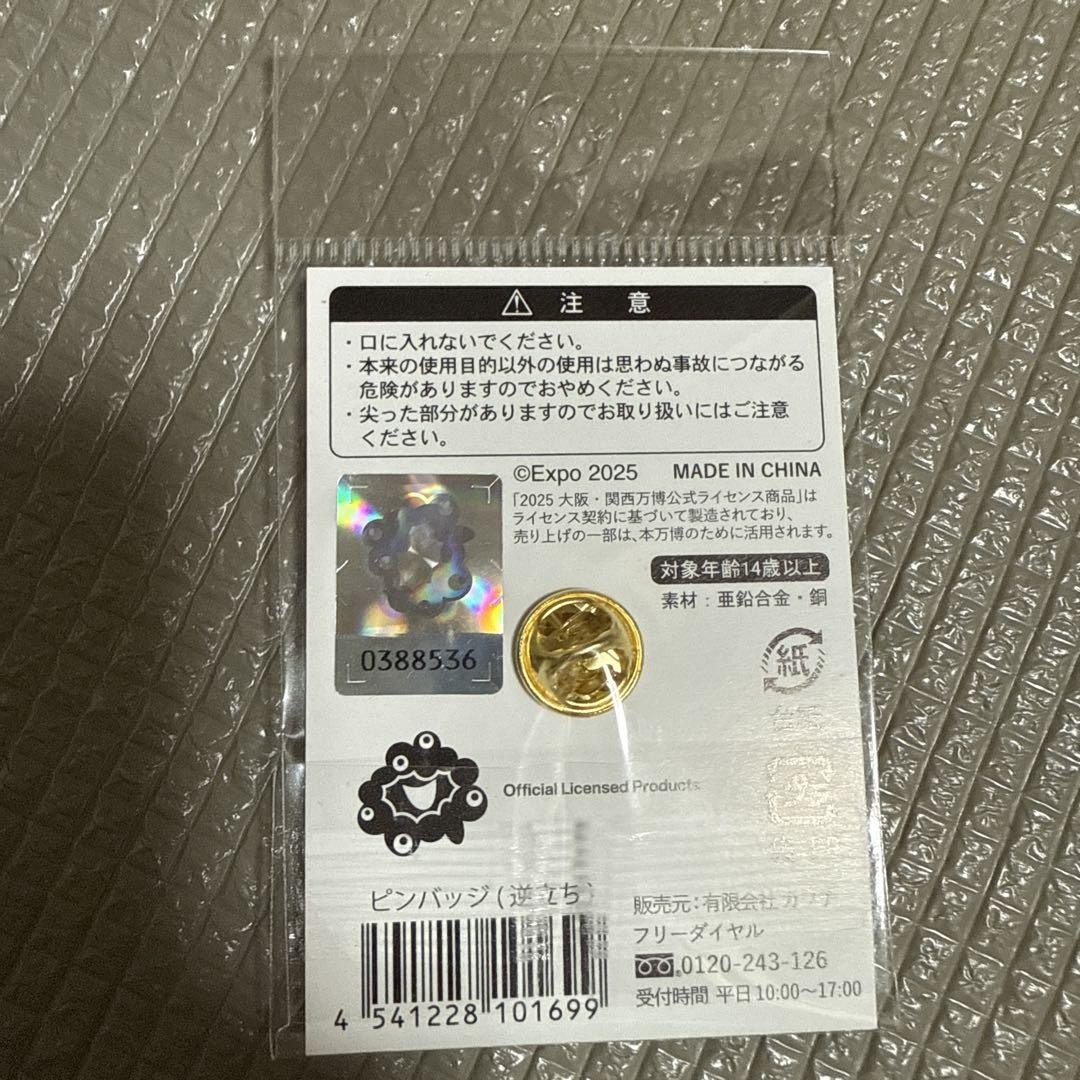 注 意
・口に入れないでください。
・本来の使用目的以外の使用は思わぬ事故につながる
危険がありますのでおやめください。
・尖った部分がありますのでお取り扱いにはご注意
ください。
©Expo 2025 MADE IN CHINA
「2025 大阪・関西万博公式ライセンス商品」は
ライセンス契約に基づいて製造されており、
売り上げの一部は、本万博のために活用されます。
対象年齢14歳以上
素材：亜鉛合金・銅
0388536
紙
Official Licensed Products
ピンバッジ(逆立ち)
4 541228 101699
販売元：有限会社
フリーダイヤル
0120-243-126
受付時間 平日10:00～17:00